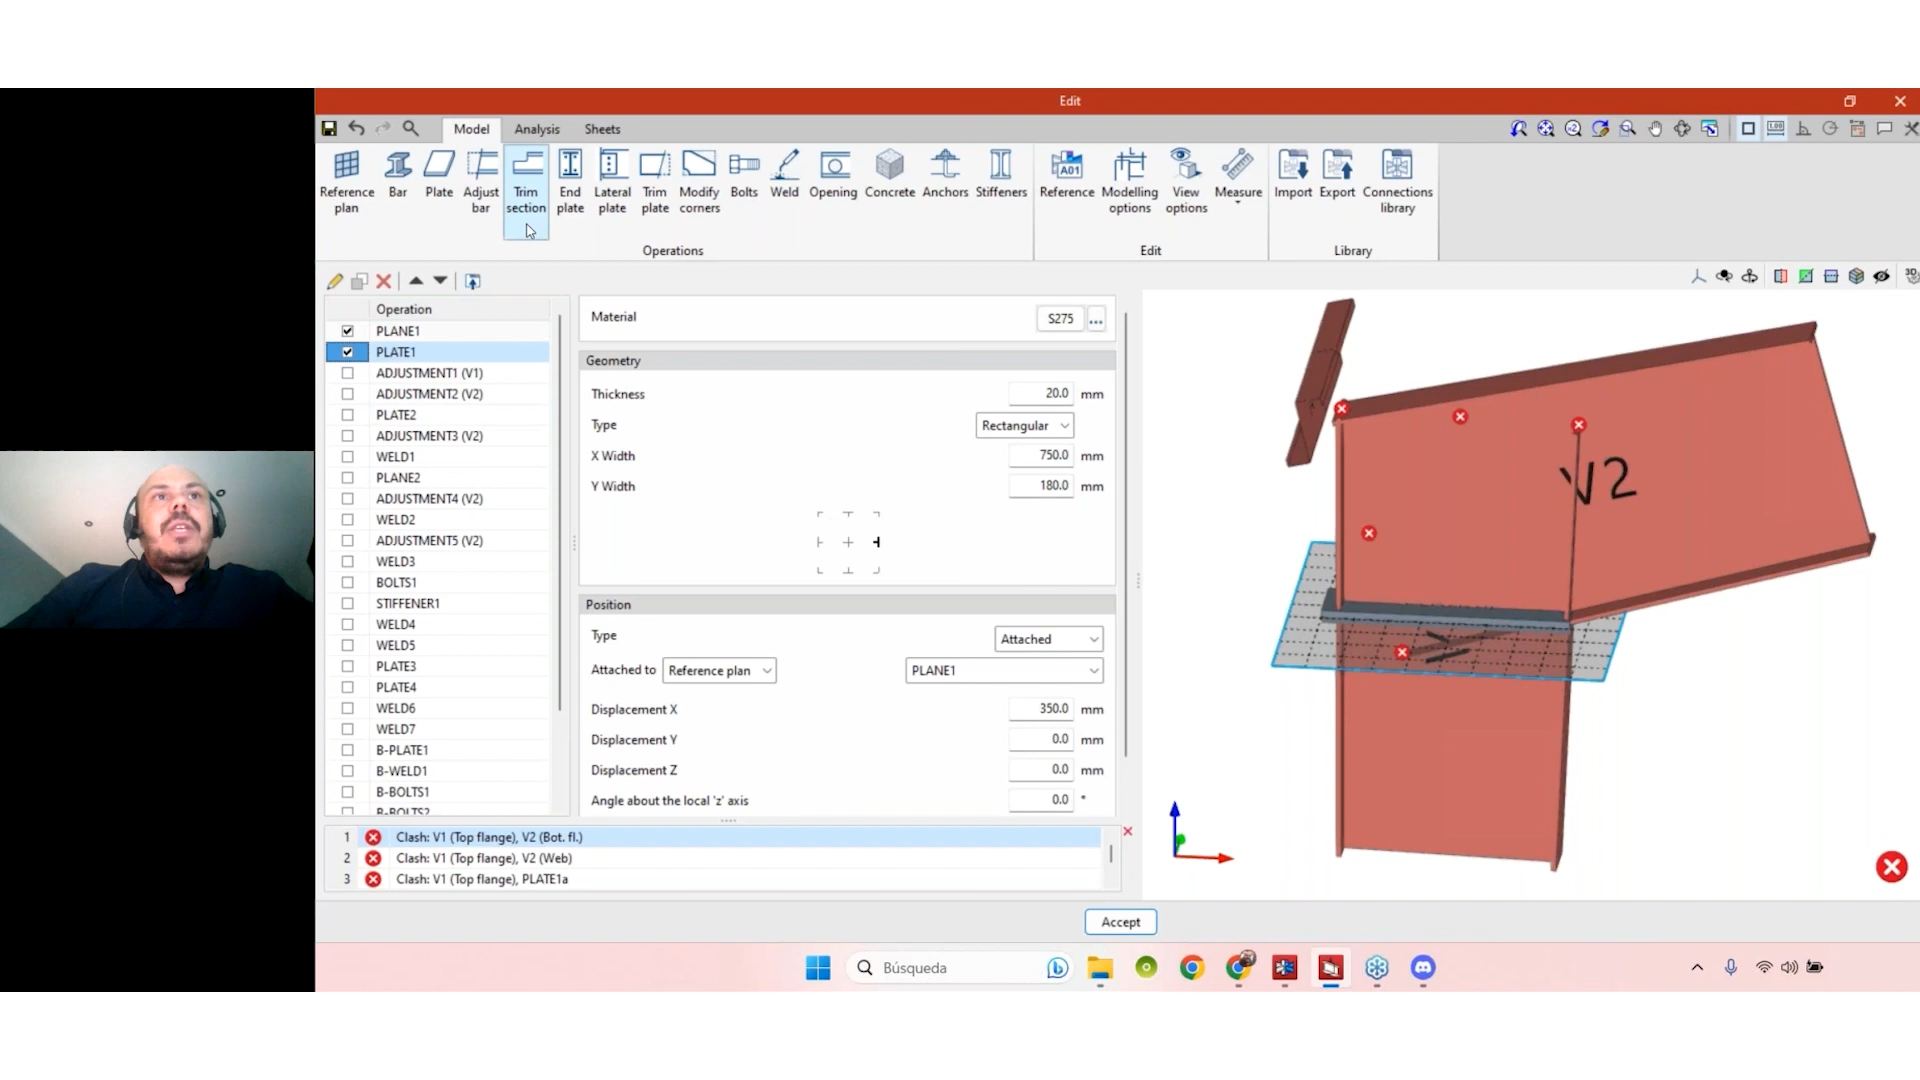 Edit
Model Analysis Sheets
Reference plan
Bar
Plate
Adjust bar
Trim section
End plate
Lateral plate
Trim plate
Modify corners
Bolts
Weld
Opening
Concrete
Anchors
Stiffeners
Reference
Modelling options
View options
Measure
Import
Export
Connections library
Operations
Edit
Library
Operation
PLANE1
PLATE1
ADJUSTMENT1 (V1)
ADJUSTMENT2 (V2)
PLATE2
ADJUSTMENT3 (V2)
WELD1
PLANE2
ADJUSTMENT4 (V2)
WELD2
ADJUSTMENT5 (V2)
WELD3
BOLTS1
STIFFENER1
WELD4
WELD5
PLATE3
PLATE4
WELD6
WELD7
B-PLATE1
B-WELD1
B-BOLTS1
B-BOLTS2
Material S275 ...
Geometry
Thickness 20.0 mm
Type Rectangular
X Width 750.0 mm
Y Width 180.0 mm
Position
Type Attached
Attached to Reference plan PLANE1
Displacement X 350.0 mm
Displacement Y 0.0 mm
Displacement Z 0.0 mm
Angle about the local 'z' axis 0.0 °
V2
1 Clash: V1 (Top flange), V2 (Bot. fl.)
2 Clash: V1 (Top flange), V2 (Web)
3 Clash: V1 (Top flange), PLATE1a
Accept
Búsqueda